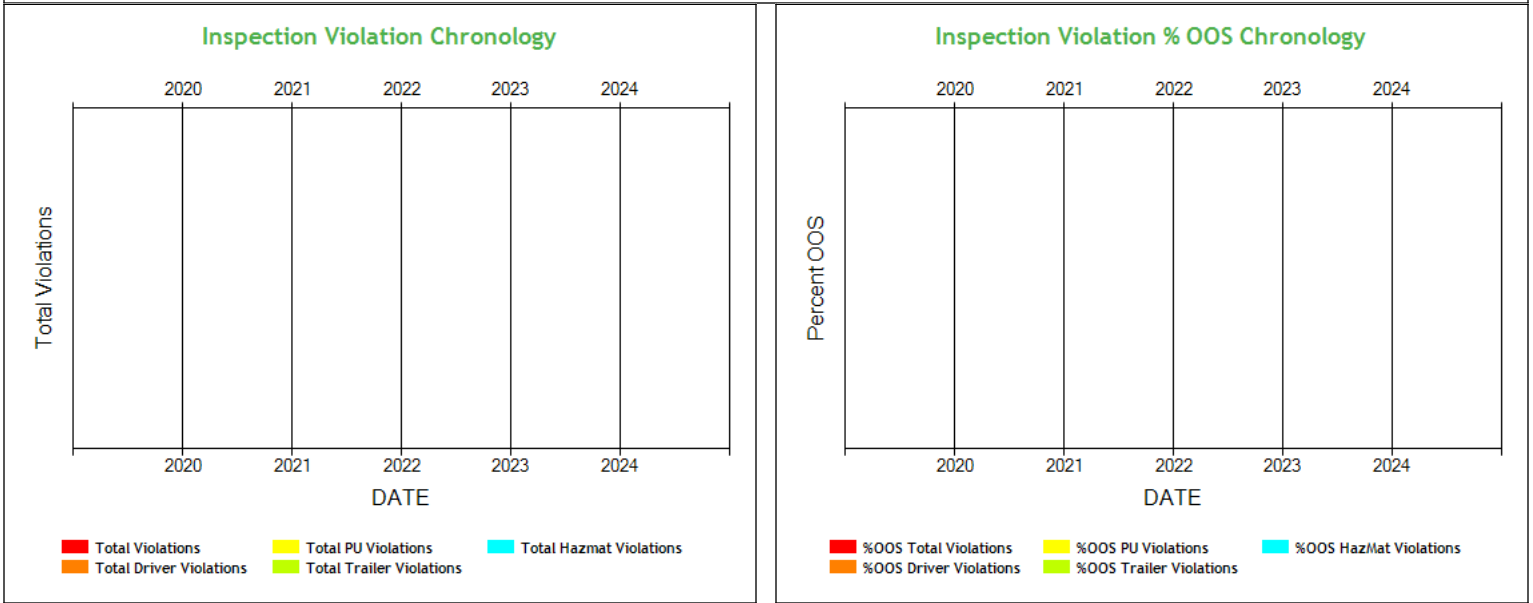 Inspection Violation Chronology
2020 2021 2022 2023 2024
Total Violations
2020 2021 2022 2023 2024
DATE
Total Violations Total PU Violations Total Hazmat Violations
Total Driver Violations Total Trailer Violations
Inspection Violation % OOS Chronology
2020 2021 2022 2023 2024
Percent OOS
2020 2021 2022 2023 2024
DATE
%OOS Total Violations %OOS PU Violations %OOS HazMat Violations
%OOS Driver Violations %OOS Trailer Violations